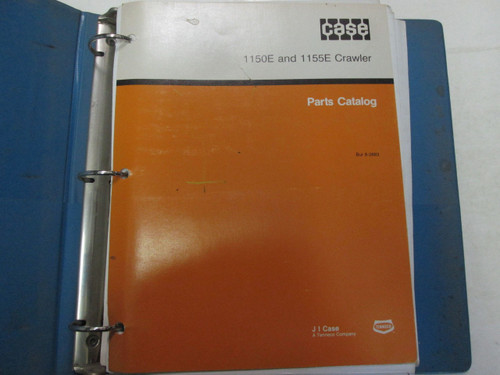 case
1150E and 1155E Crawler
Parts Catalog
J I Case
A Tenneco Company